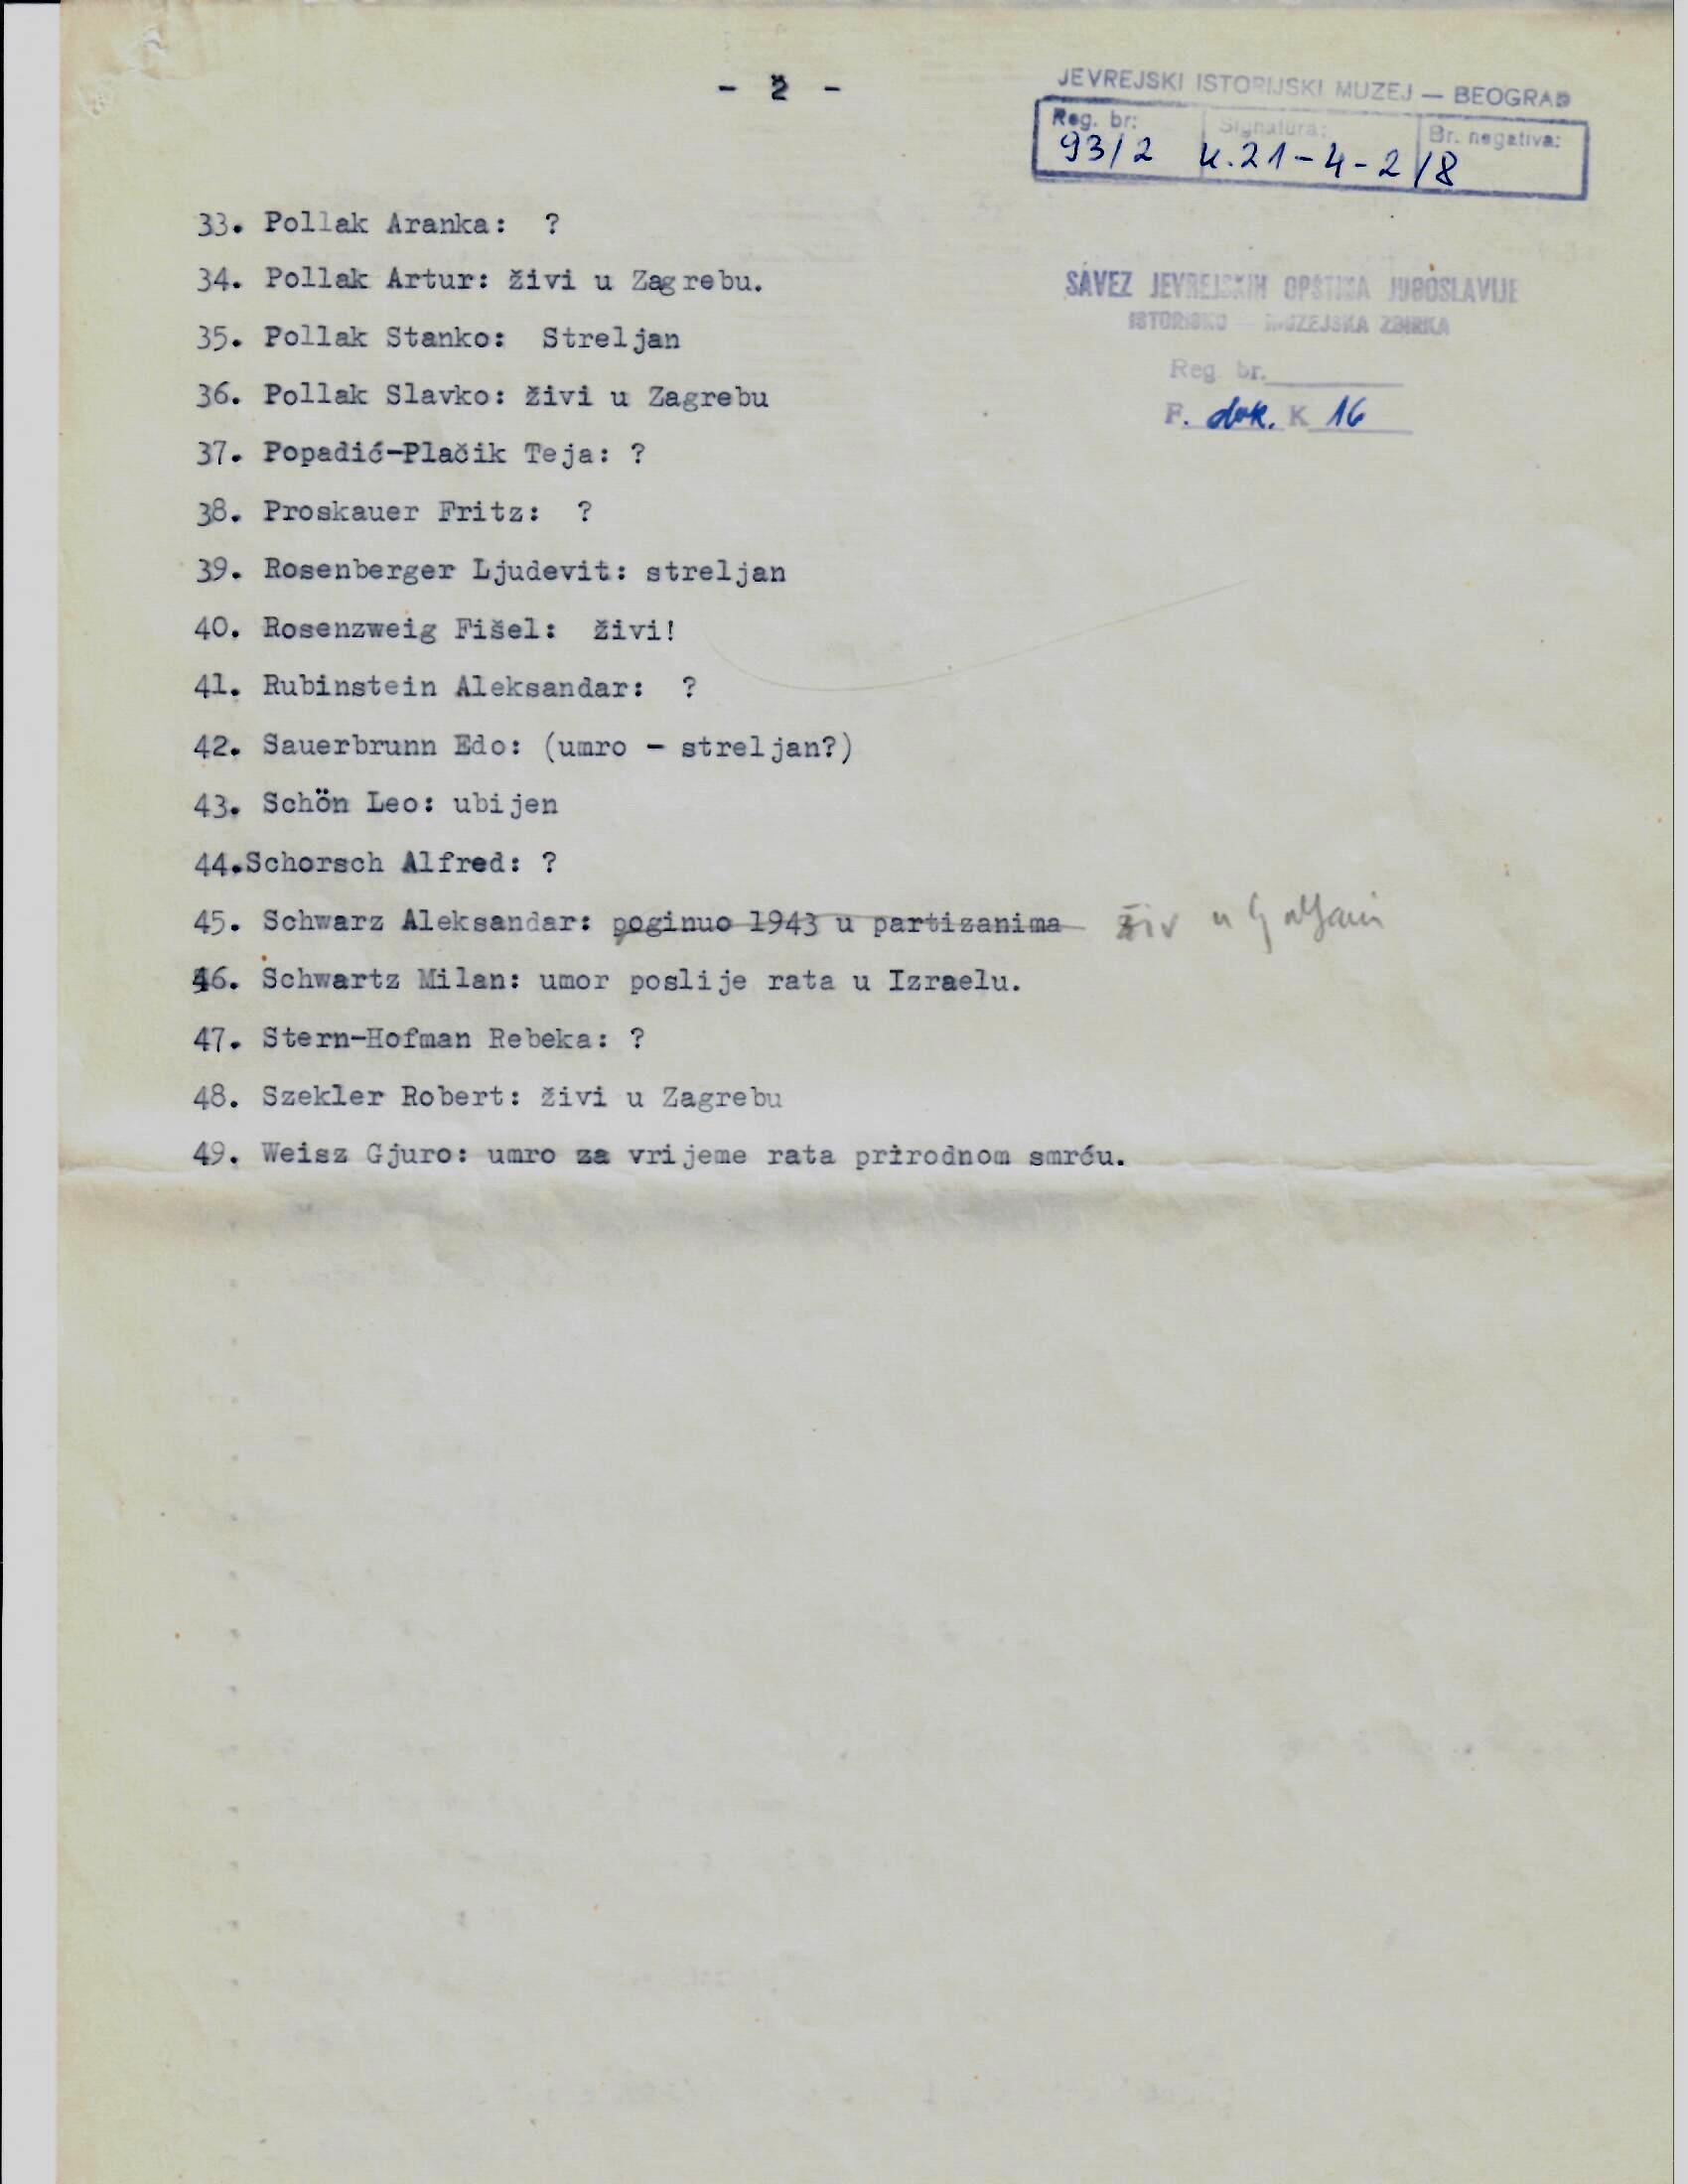 - 2 -
JEVREJSKI ISTORIJSKI MUZEJ — BEOGRAD
Reg. br: Signatura: Br. negativa:
93/2 K.21-4-2/8
33. Pollak Aranka: ?
34. Pollak Artur: živi u Zagrebu.
SAVEZ JEVREJSKIH OPŠTINA JUGOSLAVIJE
ISTORISKO — MUZEJSKA ZBIRKA
35. Pollak Stanko: Streljan
Reg. br.
36. Pollak Slavko: živi u Zagrebu
F. dok. K 16
37. Popadić-Plačik Teja: ?
38. Proskauer Fritz: ?
39. Rosenberger Ljudevit: streljan
40. Rosenzweig Fišel: živi!
41. Rubinstein Aleksandar: ?
42. Sauerbrunn Edo: (umro - streljan?)
43. Schön Leo: ubijen
44.Schorsch Alfred: ?
45. Schwarz Aleksandar: poginuo 1943 u partizanima živ u
46. Schwartz Milan: umor poslije rata u Izraelu.
47. Stern-Hofman Rebeka: ?
48. Szekler Robert: živi u Zagrebu
49. Weisz Gjuro: umro za vrijeme rata prirodnom smrću.